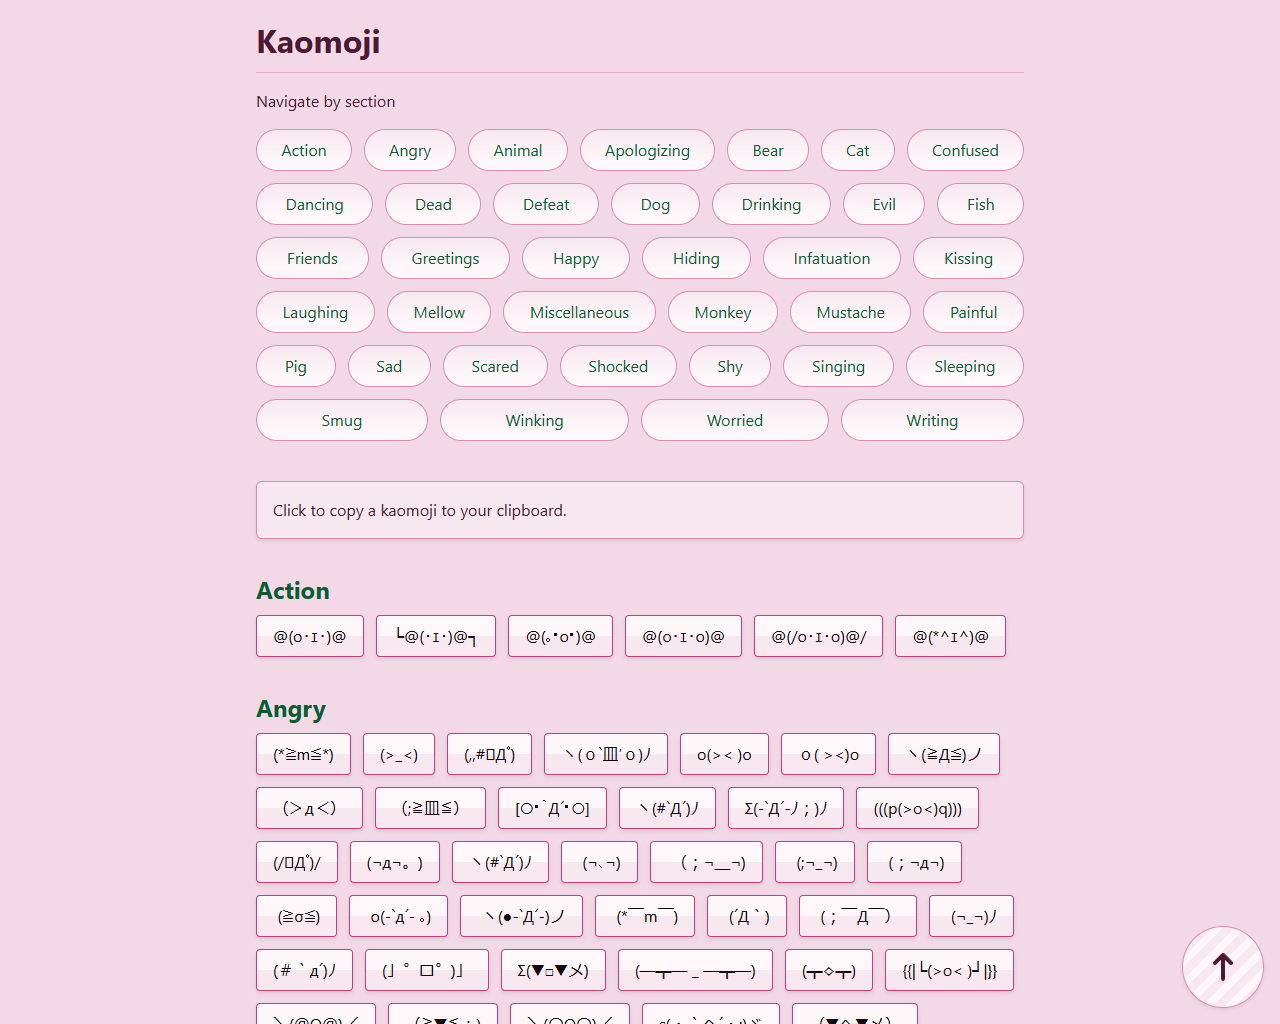 Kaomoji
Navigate by section
Action Angry Animal Apologizing Bear Cat Confused
Dancing Dead Defeat Dog Drinking Evil Fish
Friends Greetings Happy Hiding Infatuation Kissing
Laughing Mellow Miscellaneous Monkey Mustache Painful
Pig Sad Scared Shocked Shy Singing Sleeping
Smug Winking Worried Writing
Click to copy a kaomoji to your clipboard.
Action
@(o･ｪ･)@ ┗@(･ｪ･)@┓ @(｡･o･)@ @(o･ｪ･o)@ @(/o･ｪ･o)@/ @(*^ｪ^)@
Angry
(*≧m≦*) (>_<) ヽ(ｏ`皿′ｏ)ﾉ o(>< )o ｏ( ><)o ヽ(≧Д≦)ノ
（＞д＜） （;≧皿≦） [○･`Д´･○] ヽ(#`Д´)ﾉ Σ(-`Д´-ﾉ；)ﾉ (((p(>o<)q)))
(¬д¬。) ヽ(#`Д´)ﾉ (¬､¬) （；¬＿¬) (;¬_¬) (；¬д¬)
(≧σ≦) o(-`д´- ｡) ヽ(●-`Д´-)ノ (*￣m￣) (´Д｀) (；￣Д￣） (¬_¬)ﾉ
(＃｀д´)ﾉ (｣゜ロ゜)｣ Σ(▼□▼メ) (―┳― _ ―┳―) (┳◇┳) {{|└(>o< )┘|}}